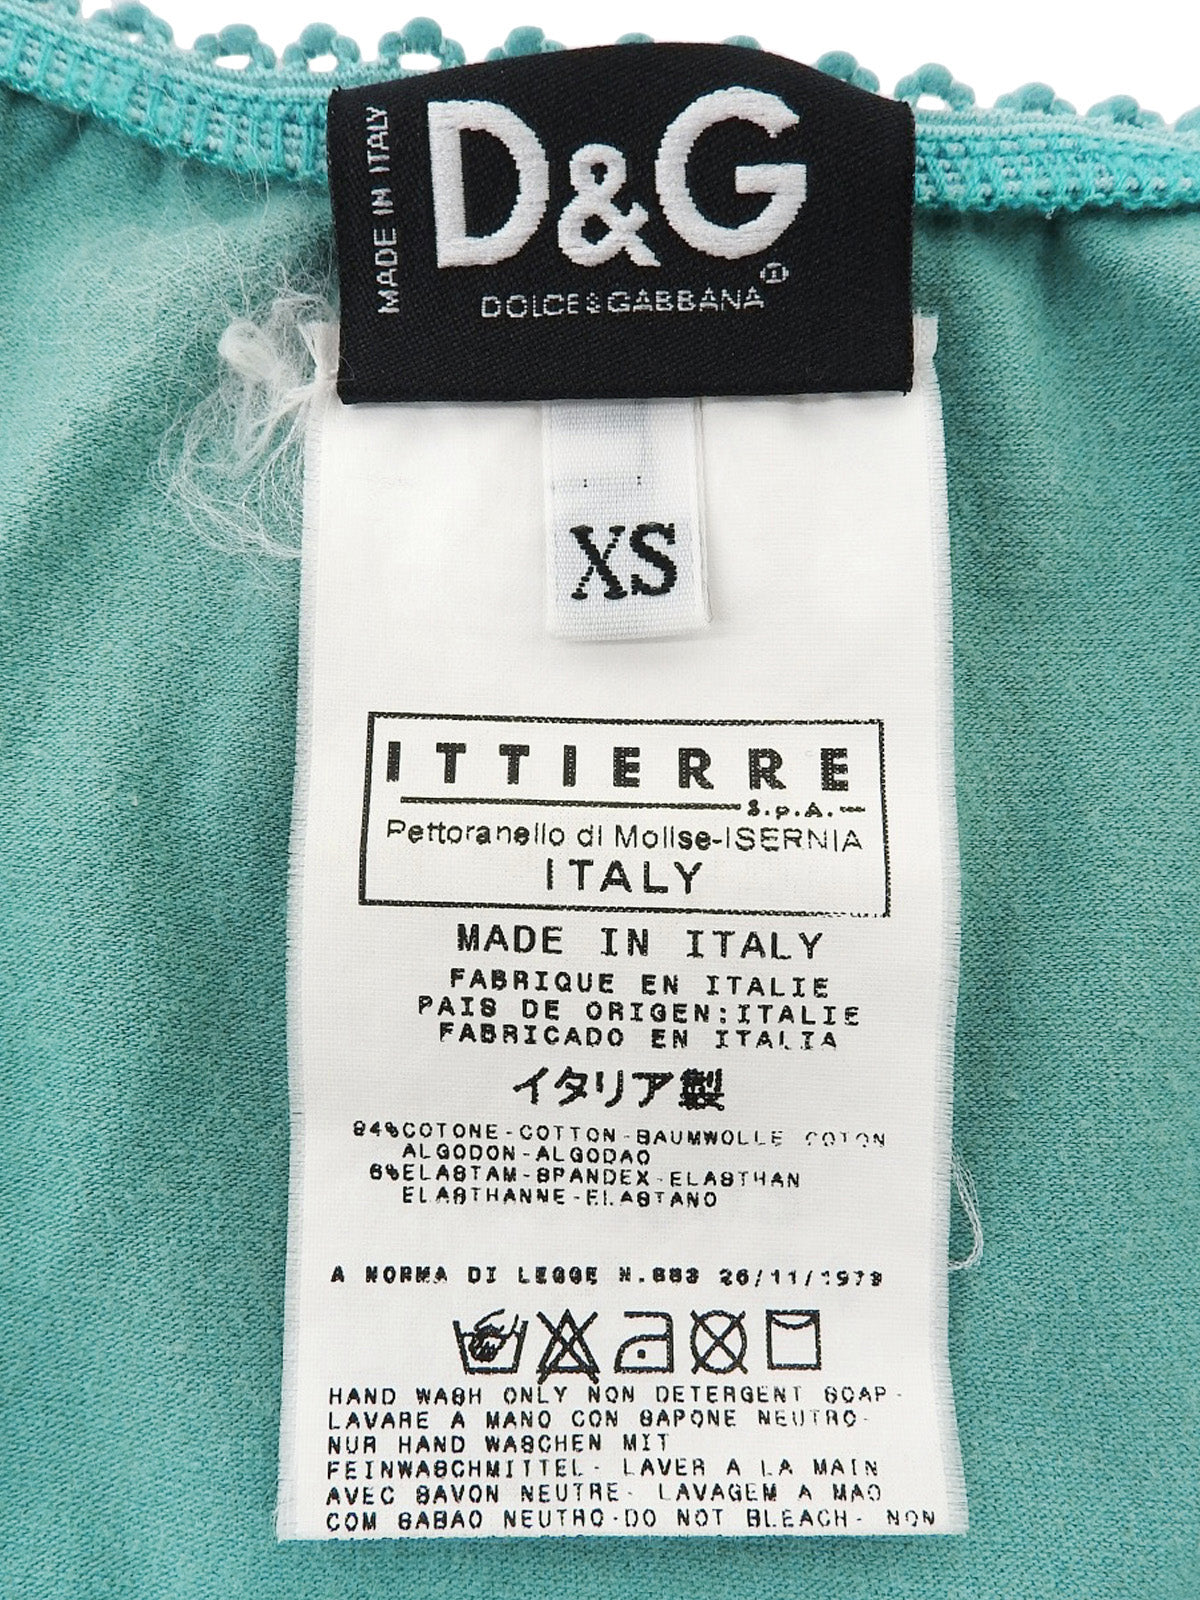 MADE IN ITALY
D&G
DOLCE&GABBANA
XS
ITTIERRE
S.p.A.
Pettoranello di Molise-ISERNIA
ITALY
MADE IN ITALY
FABRIQUE EN ITALIE
PAIS DE ORIGEN:ITALIE
FABRICADO EN ITALIA
イタリア製
94%COTONE-COTTON-BAUMWOLLE COTON
ALGODON-ALGODAO
6%ELASTAM-SPANDEX-ELASTHAN
ELASTHANNE-ELASTANO
A NORMA DI LEGGE N.883 26/11/1973
HAND WASH ONLY NON DETERGENT SOAP-
LAVARE A MANO CON SAPONE NEUTRO-
NUR HAND WASCHEN MIT
FEINWASCHMITTEL- LAVER A LA MAIN
AVEC SAVON NEUTRE- LAVAGEM A MAO
COM SABAO NEUTRO-DO NOT BLEACH- NON